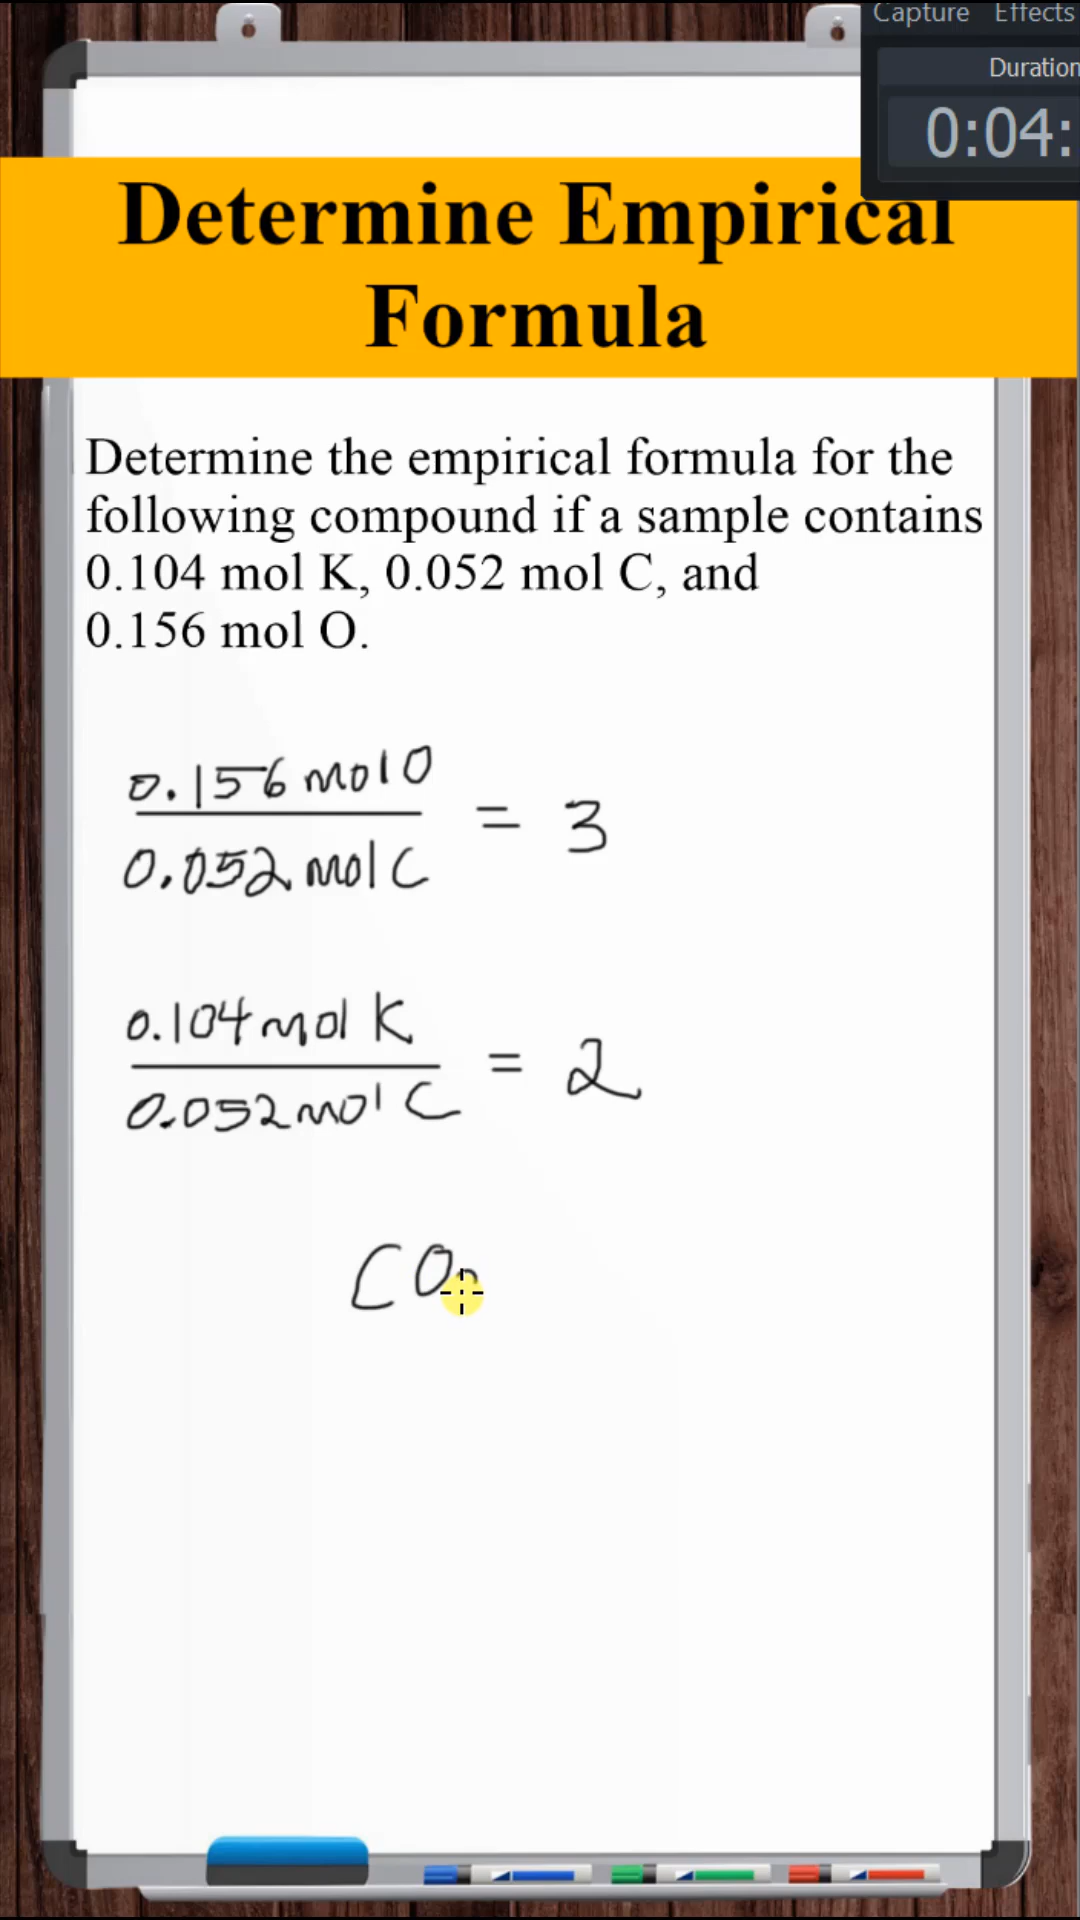 Capture Effects
Duration
0:04:
Determine Empirical
Formula
Determine the empirical formula for the
following compound if a sample contains
0.104 mol K, 0.052 mol C, and
0.156 mol O.
0.156 mol O
0.052 mol C
= 3
0.104 mol K
0.052 mol C
= 2
CO